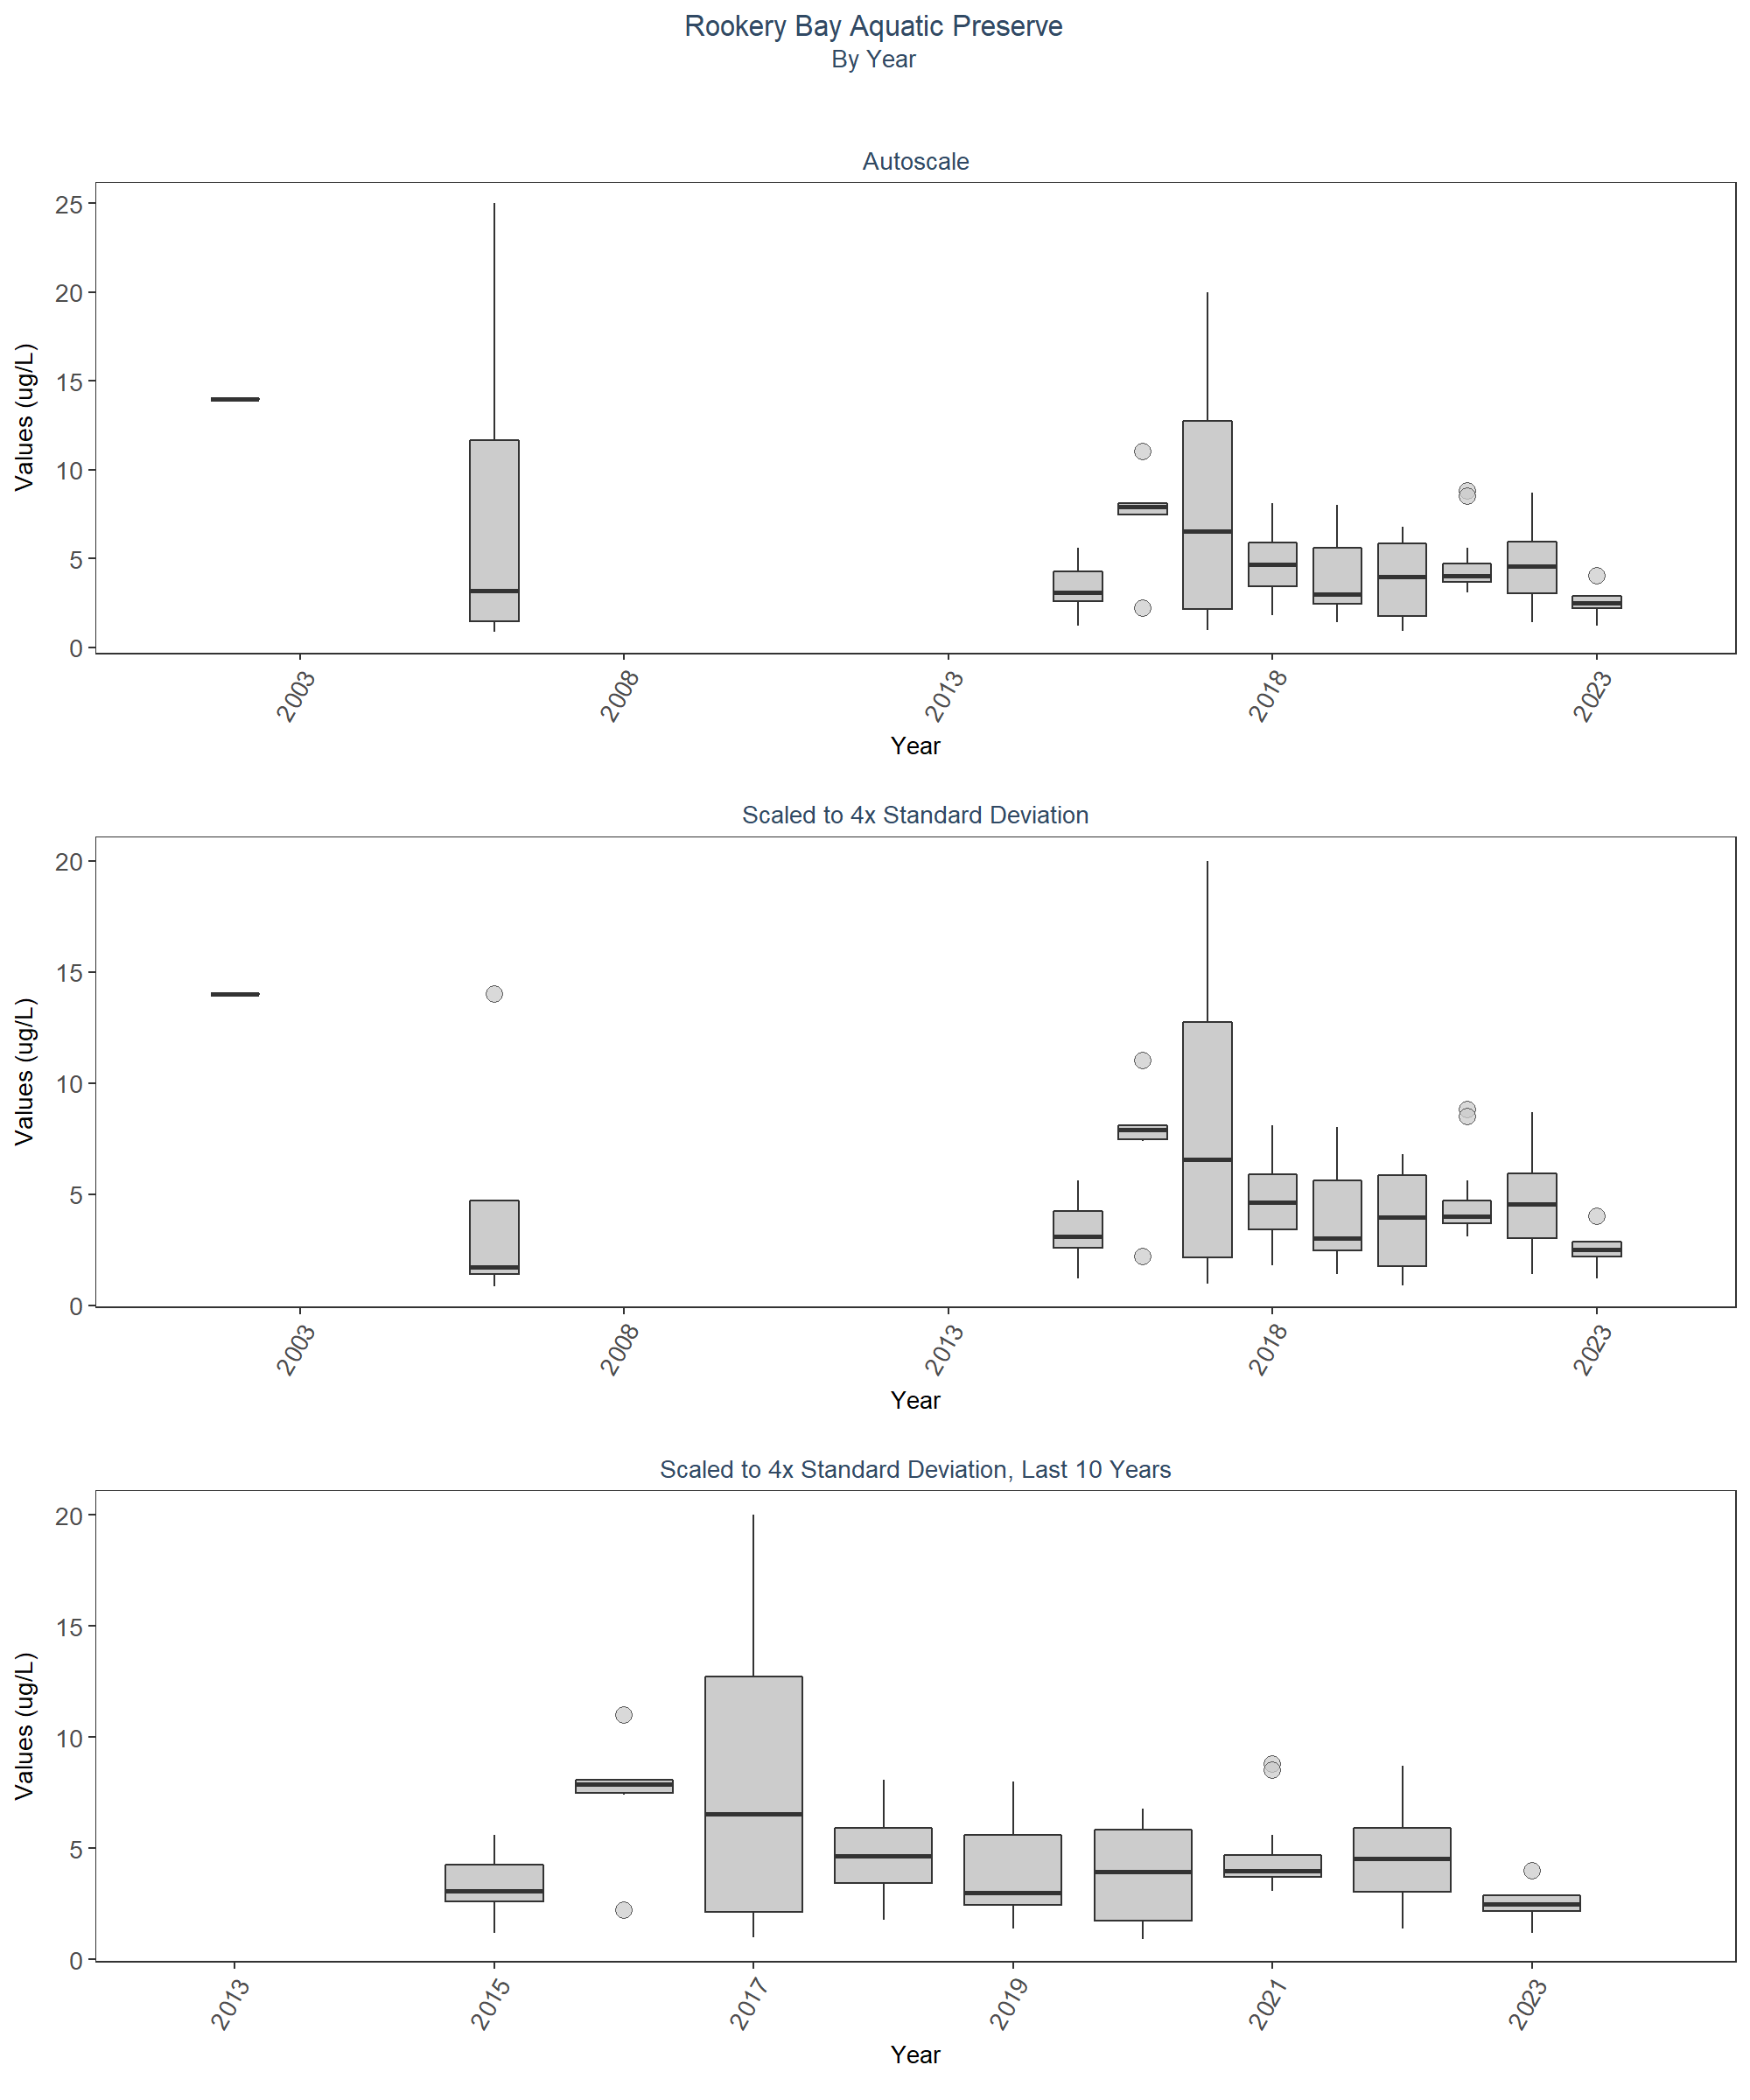 Rookery Bay Aquatic Preserve
By Year
Autoscale
Values (ug/L)
25
20
15
10
5
0
2003 2008 2013 2018 2023
Year
Scaled to 4x Standard Deviation
Values (ug/L)
20
15
10
5
0
2003 2008 2013 2018 2023
Year
Scaled to 4x Standard Deviation, Last 10 Years
Values (ug/L)
20
15
10
5
0
2013 2015 2017 2019 2021 2023
Year